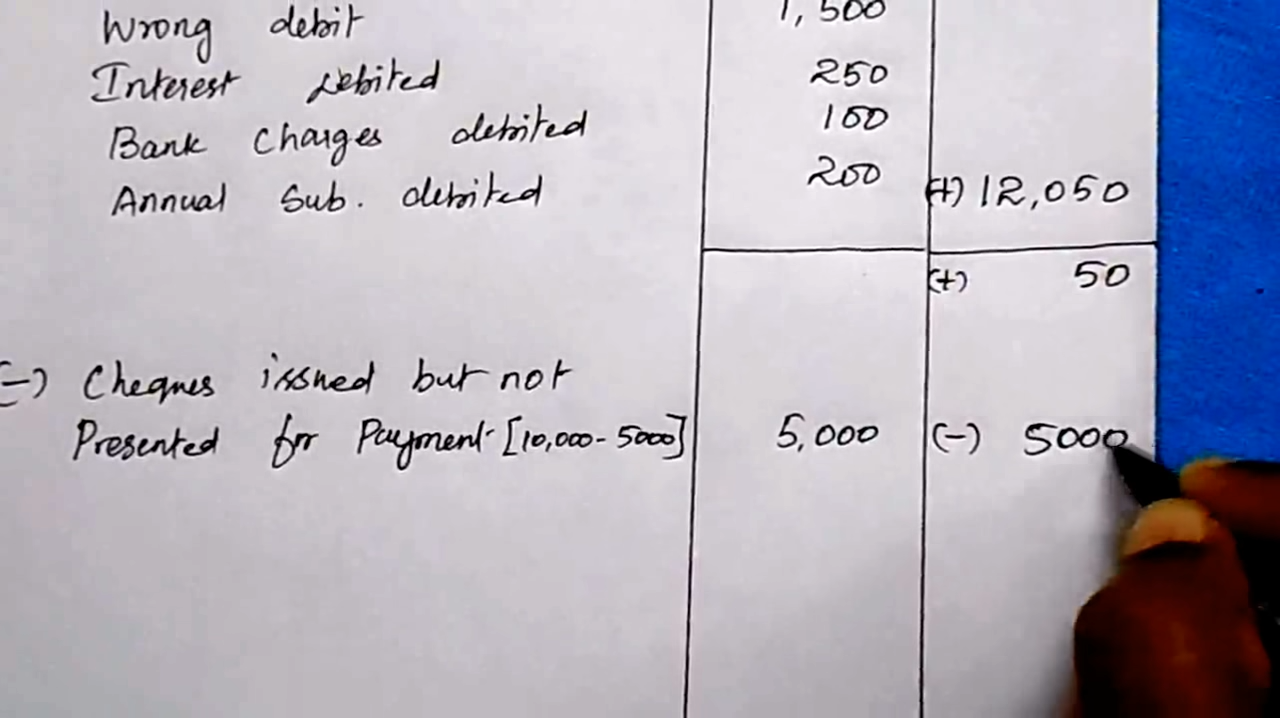 Wrong debit 1,500
Interest debited 250
Bank charges debited 100
Annual Sub. debited 200 (+) 12,050
(+) 50
(-) Cheques issued but not
Presented for Payment [10,000 - 5000] 5,000 (-) 5000